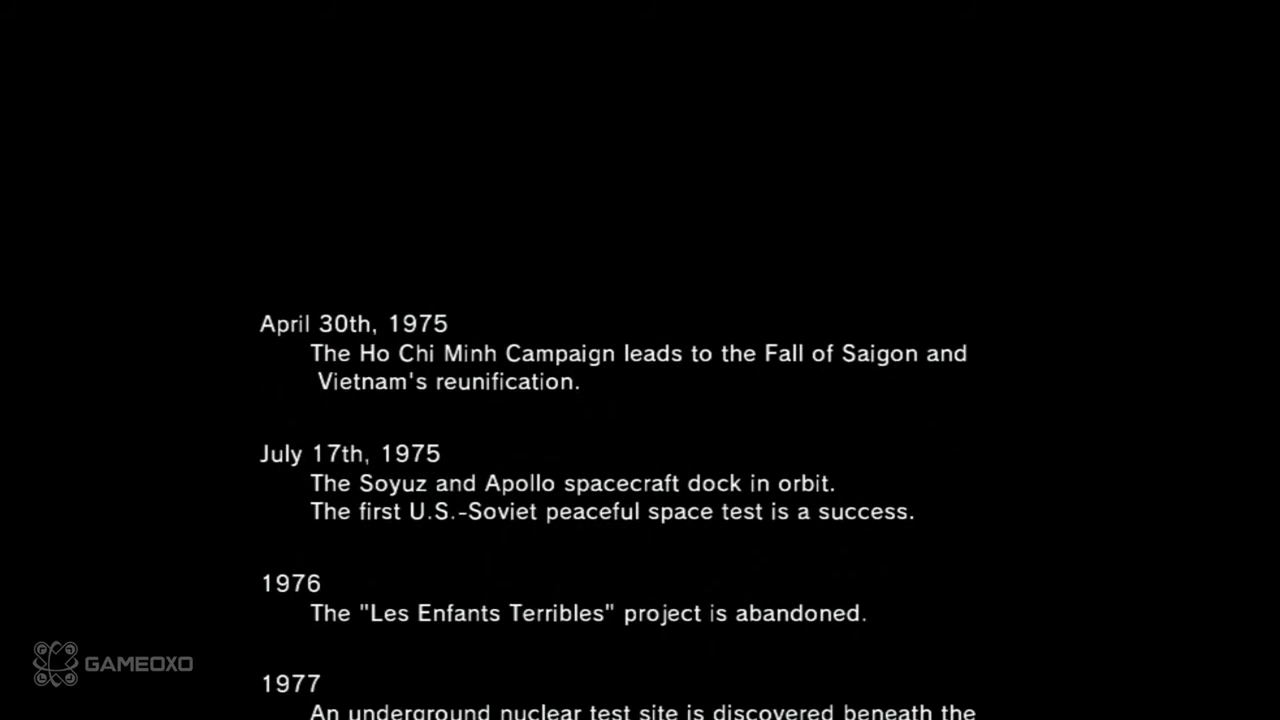 April 30th, 1975
The Ho Chi Minh Campaign leads to the Fall of Saigon and
Vietnam's reunification.
July 17th, 1975
The Soyuz and Apollo spacecraft dock in orbit.
The first U.S.-Soviet peaceful space test is a success.
1976
The "Les Enfants Terribles" project is abandoned.
GAMEOXO
1977
An underground nuclear test site is discovered beneath the